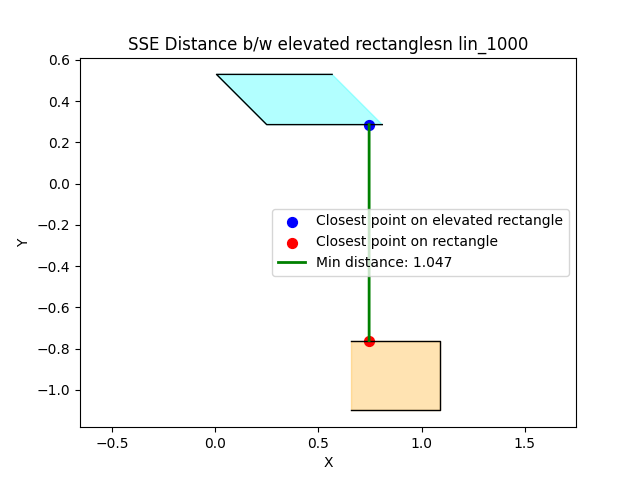 SSE Distance b/w elevated rectanglesn lin_1000
0.6
0.4
0.2
0.0
−0.2
−0.4
−0.6
−0.8
−1.0
Y
Closest point on elevated rectangle
Closest point on rectangle
Min distance: 1.047
−0.5
0.0
0.5
1.0
1.5
X